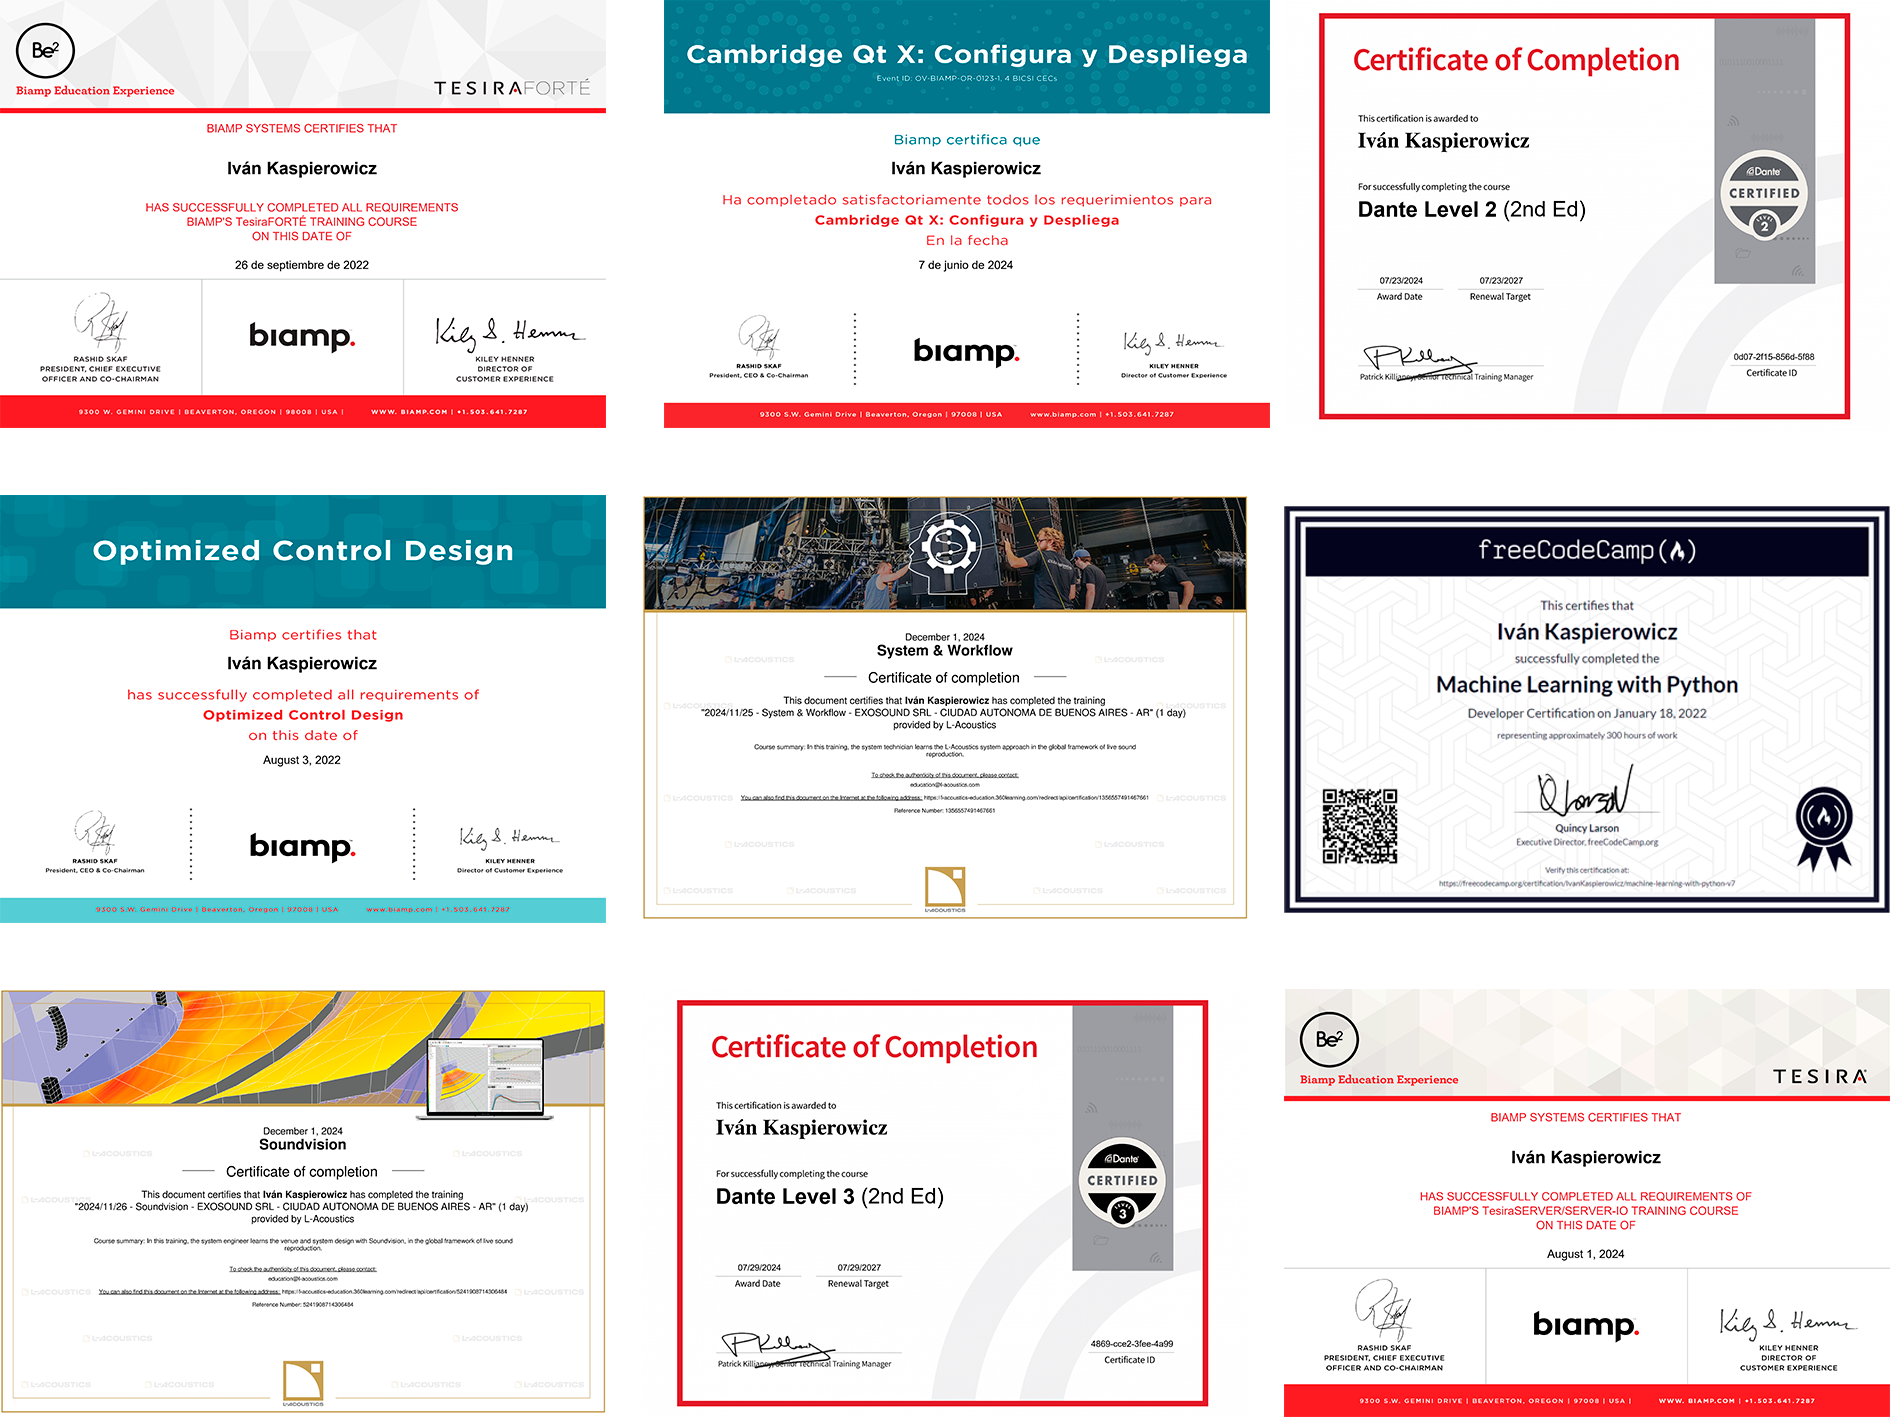 Be2
Biamp Education Experience
TESIRAFORTÉ
BIAMP SYSTEMS CERTIFIES THAT
Iván Kaspierowicz
HAS SUCCESSFULLY COMPLETED ALL REQUIREMENTS
BIAMP'S TesiraFORTÉ TRAINING COURSE
ON THIS DATE OF
26 de septiembre de 2022
RASHID SKAF
PRESIDENT, CHIEF EXECUTIVE
OFFICER AND CO-CHAIRMAN
biamp.
KILEY HENNER
DIRECTOR OF
CUSTOMER EXPERIENCE
9300 W. GEMINI DRIVE | BEAVERTON, OREGON | 98008 | USA | WWW. BIAMP.COM | +1.503.641.7287
Cambridge Qt X: Configura y Despliega
Event ID: OV-BIAMP-OR-0123-1, 4 BICSI CECs
Biamp certifica que
Iván Kaspierowicz
Ha completado satisfactoriamente todos los requerimientos para
Cambridge Qt X: Configura y Despliega
En la fecha
7 de junio de 2024
RASHID SKAF
President, CEO & Co-Chairman
biamp.
KILEY HENNER
Director of Customer Experience
9300 S.W. Gemini Drive | Beaverton, Oregon | 97008 | USA www.biamp.com | +1.503.641.7287
Certificate of Completion
This certification is awarded to
Iván Kaspierowicz
For successfully completing the course
Dante Level 2 (2nd Ed)
Dante
CERTIFIED
LEVEL
2
07/23/2024 07/23/2027
Award Date Renewal Target
Patrick Killianey, Senior Technical Training Manager
0d07-2f15-856d-5f88
Certificate ID
Optimized Control Design
Biamp certifies that
Iván Kaspierowicz
has successfully completed all requirements of
Optimized Control Design
on this date of
August 3, 2022
RASHID SKAF
President, CEO & Co-Chairman
biamp.
KILEY HENNER
Director of Customer Experience
9300 S.W. Gemini Drive | Beaverton, Oregon | 97008 | USA www.biamp.com | +1.503.641.7287
December 1, 2024
System & Workflow
Certificate of completion
This document certifies that Iván Kaspierowicz has completed the training
"2024/11/25 - System & Workflow - EXOSOUND SRL - CIUDAD AUTONOMA DE BUENOS AIRES - AR" (1 day)
provided by L-Acoustics
Course summary: In this training, the system technician learns the L-Acoustics system approach in the global framework of live sound
reproduction.
To check the authenticity of this document, please contact:
education@l-acoustics.com
You can also find this document on the Internet at the following address: https://l-acoustics-education.360learning.com/redirect/api/certification/1356557491467661
Reference Number: 1356557491467661
L-ACOUSTICS
freeCodeCamp
This certifies that
Iván Kaspierowicz
successfully completed the
Machine Learning with Python
Developer Certification on January 18, 2022
representing approximately 300 hours of work
Quincy Larson
Executive Director, freeCodeCamp.org
Verify this certification at:
https://freecodecamp.org/certification/IvanKaspierowicz/machine-learning-with-python-v7
December 1, 2024
Soundvision
Certificate of completion
This document certifies that Iván Kaspierowicz has completed the training
"2024/11/26 - Soundvision - EXOSOUND SRL - CIUDAD AUTONOMA DE BUENOS AIRES - AR" (1 day)
provided by L-Acoustics
Course summary: In this training, the system engineer learns the venue and system design with Soundvision, in the global framework of live sound
reproduction.
To check the authenticity of this document, please contact:
education@l-acoustics.com
You can also find this document on the Internet at the following address: https://l-acoustics-education.360learning.com/redirect/api/certification/5241908714306484
Reference Number: 5241908714306484
L-ACOUSTICS
Certificate of Completion
This certification is awarded to
Iván Kaspierowicz
For successfully completing the course
Dante Level 3 (2nd Ed)
Dante
CERTIFIED
LEVEL
3
07/29/2024 07/29/2027
Award Date Renewal Target
Patrick Killianey, Senior Technical Training Manager
4869-cce2-3fee-4a99
Certificate ID
Be2
Biamp Education Experience
TESIRA
BIAMP SYSTEMS CERTIFIES THAT
Iván Kaspierowicz
HAS SUCCESSFULLY COMPLETED ALL REQUIREMENTS OF
BIAMP'S TesiraSERVER/SERVER-IO TRAINING COURSE
ON THIS DATE OF
August 1, 2024
RASHID SKAF
PRESIDENT, CHIEF EXECUTIVE
OFFICER AND CO-CHAIRMAN
biamp.
KILEY HENNER
DIRECTOR OF
CUSTOMER EXPERIENCE
9300 S.W. GEMINI DRIVE | BEAVERTON, OREGON | 97008 | USA | WWW. BIAMP.COM | +1.503.641.7287